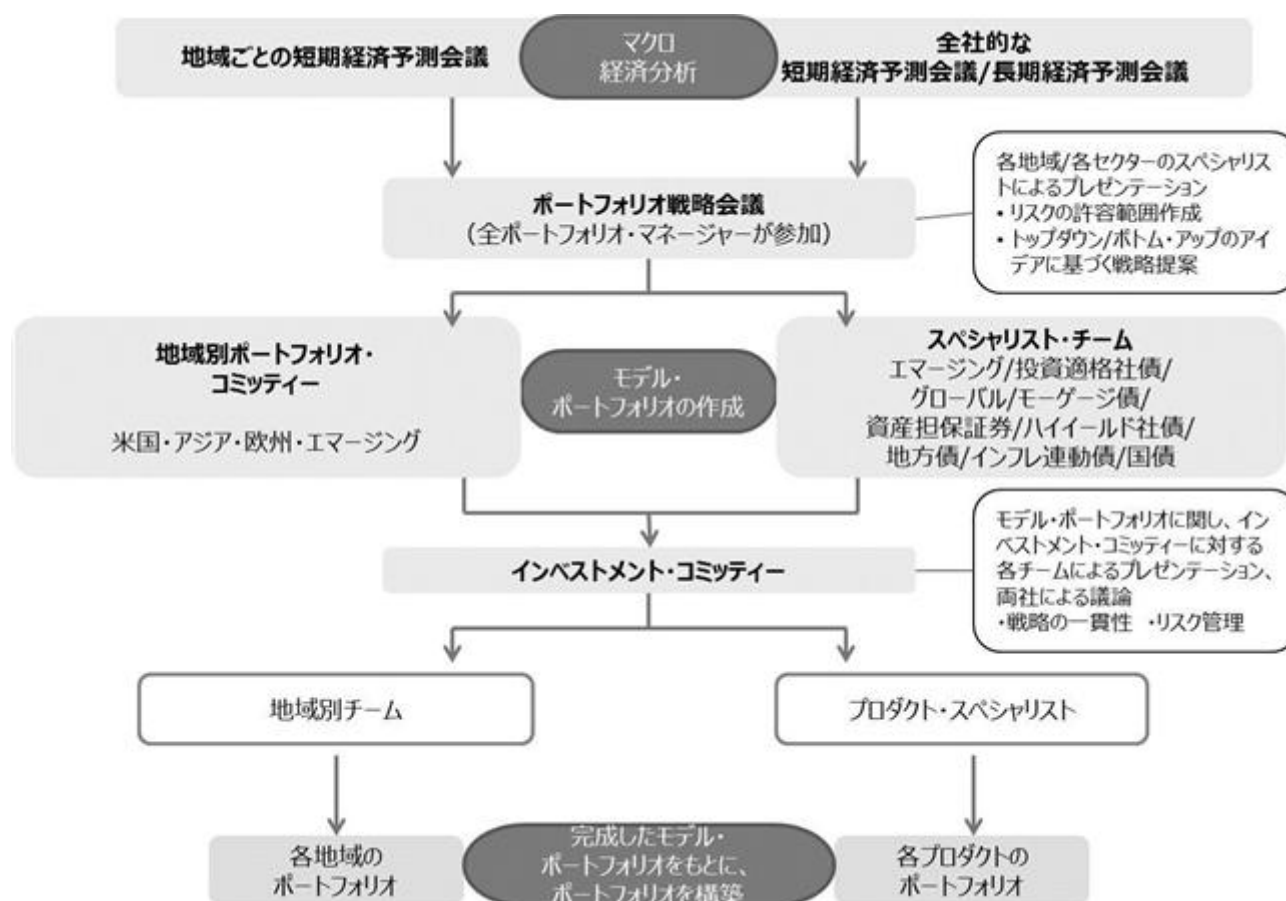 地域ごとの短期経済予測会議
マクロ
経済分析
全社的な
短期経済予測会議/長期経済予測会議
各地域/各セクターのスペシャリス
トによるプレゼンテーション
・リスクの許容範囲作成
・トップダウン/ボトム・アップのアイ
デアに基づく戦略提案
ポートフォリオ戦略会議
（全ポートフォリオ・マネージャーが参加）
地域別ポートフォリオ・
コミッティー
米国・アジア・欧州・エマージング
モデル・
ポートフォリオの作成
スペシャリスト・チーム
エマージング/投資適格社債/
グローバル/モーゲージ債/
資産担保証券/ハイイールド社債/
地方債/インフレ連動債/国債
モデル・ポートフォリオに関し、イン
ベストメント・コミッティーに対する
各チームによるプレゼンテーション、
両社による議論
・戦略の一貫性 ・リスク管理
インベストメント・コミッティー
地域別チーム
プロダクト・スペシャリスト
各地域の
ポートフォリオ
完成したモデル・
ポートフォリオをもとに、
ポートフォリオを構築
各プロダクトの
ポートフォリオ